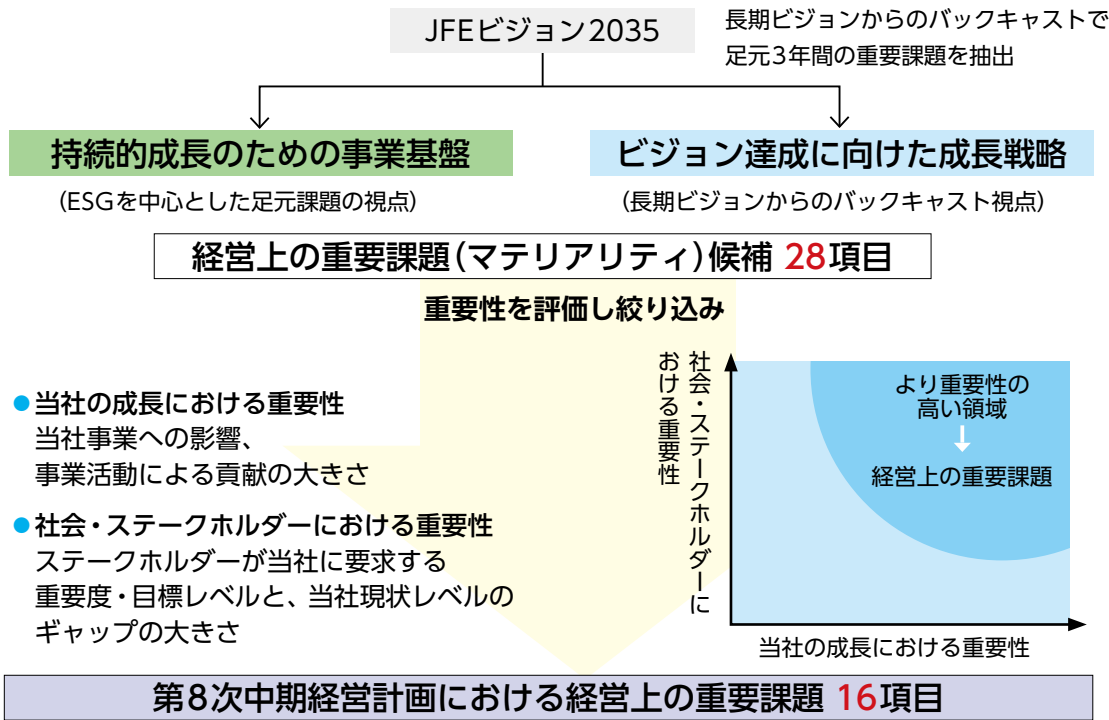 JFEビジョン2035
長期ビジョンからのバックキャストで
足元3年間の重要課題を抽出
持続的成長のための事業基盤
(ESGを中心とした足元課題の視点)
ビジョン達成に向けた成長戦略
(長期ビジョンからのバックキャスト視点)
経営上の重要課題(マテリアリティ)候補 28項目
重要性を評価し絞り込み
●当社の成長における重要性
当社事業への影響、
事業活動による貢献の大きさ
●社会・ステークホルダーにおける重要性
ステークホルダーが当社に要求する
重要度・目標レベルと、当社現状レベルの
ギャップの大きさ
社会・ステークホルダーに
おける重要性
より重要性の
高い領域
経営上の重要課題
当社の成長における重要性
第8次中期経営計画における経営上の重要課題 16項目